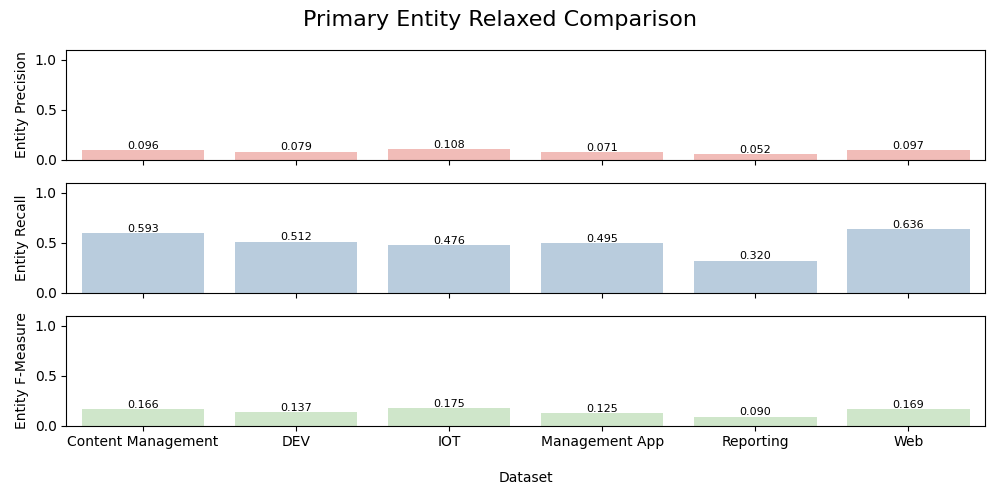 Primary Entity Relaxed Comparison
Entity Precision
1.0
0.5
0.0
0.096
0.079
0.108
0.071
0.052
0.097
Entity Recall
1.0
0.5
0.0
0.593
0.512
0.476
0.495
0.320
0.636
Entity F-Measure
1.0
0.5
0.0
0.166
0.137
0.175
0.125
0.090
0.169
Content Management
DEV
IOT
Management App
Reporting
Web
Dataset